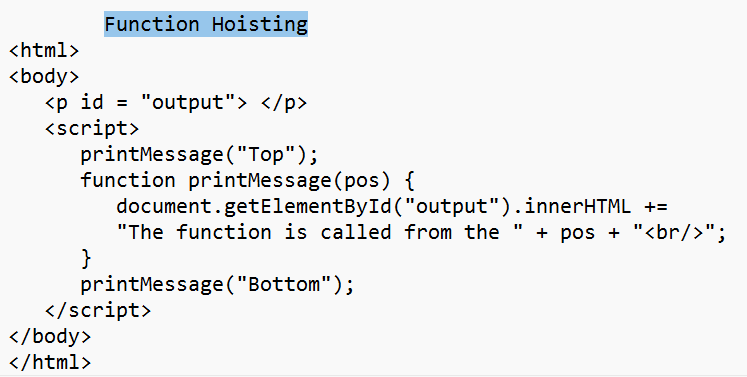 Function Hoisting
<html>
<body>
   <p id = "output"> </p>
   <script>
      printMessage("Top");
      function printMessage(pos) {
         document.getElementById("output").innerHTML +=
         "The function is called from the " + pos + "<br/>";
      }
      printMessage("Bottom");
   </script>
</body>
</html>